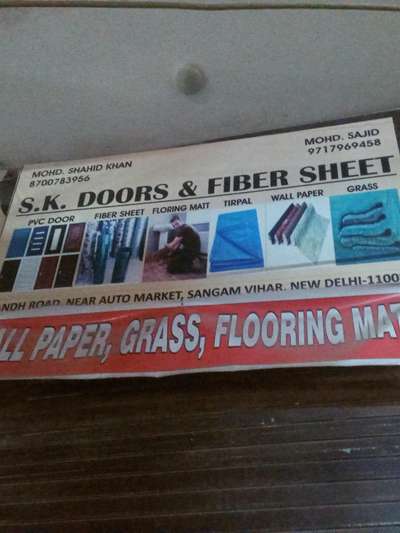 MOHD. SHAHID KHAN
8700783956
MOHD. SAJID
9717969458
S.K. DOORS & FIBER SHEET
PVC DOOR
FIBER SHEET
FLORING MATT
TIRPAL
WALL PAPER
GRASS
ANDH ROAD, NEAR AUTO MARKET, SANGAM VIHAR, NEW DELHI-1100
LL PAPER, GRASS, FLOORING MAT